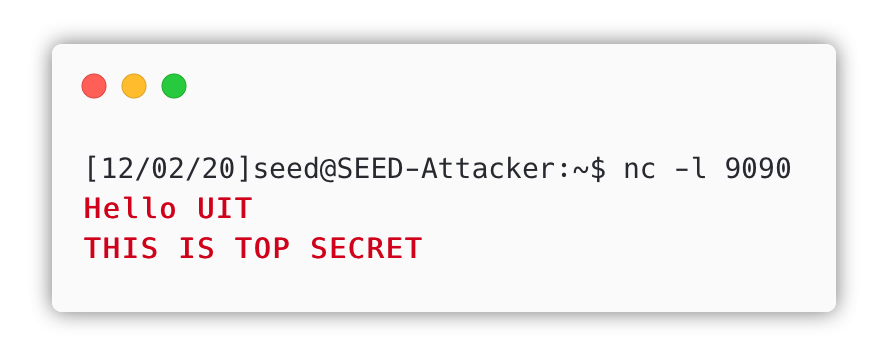 [12/02/20]seed@SEED-Attacker:~$ nc -l 9090
Hello UIT
THIS IS TOP SECRET